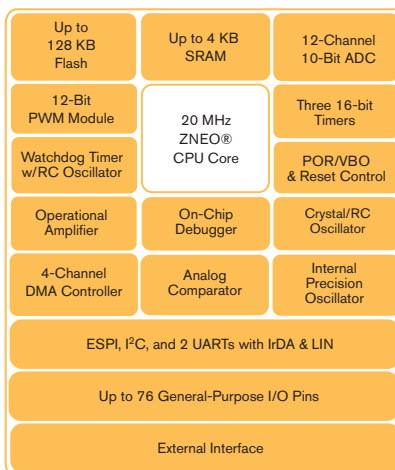 Up to
128 KB
Flash
Up to 4 KB
SRAM
12-Channel
10-Bit ADC
12-Bit
PWM Module
20 MHz
ZNEO®
CPU Core
Three 16-bit
Timers
Watchdog Timer
w/RC Oscillator
POR/VBO
& Reset Control
Operational
Amplifier
On-Chip
Debugger
Crystal/RC
Oscillator
4-Channel
DMA Controller
Analog
Comparator
Internal
Precision
Oscillator
ESPI, I²C, and 2 UARTs with IrDA & LIN
Up to 76 General-Purpose I/O Pins
External Interface